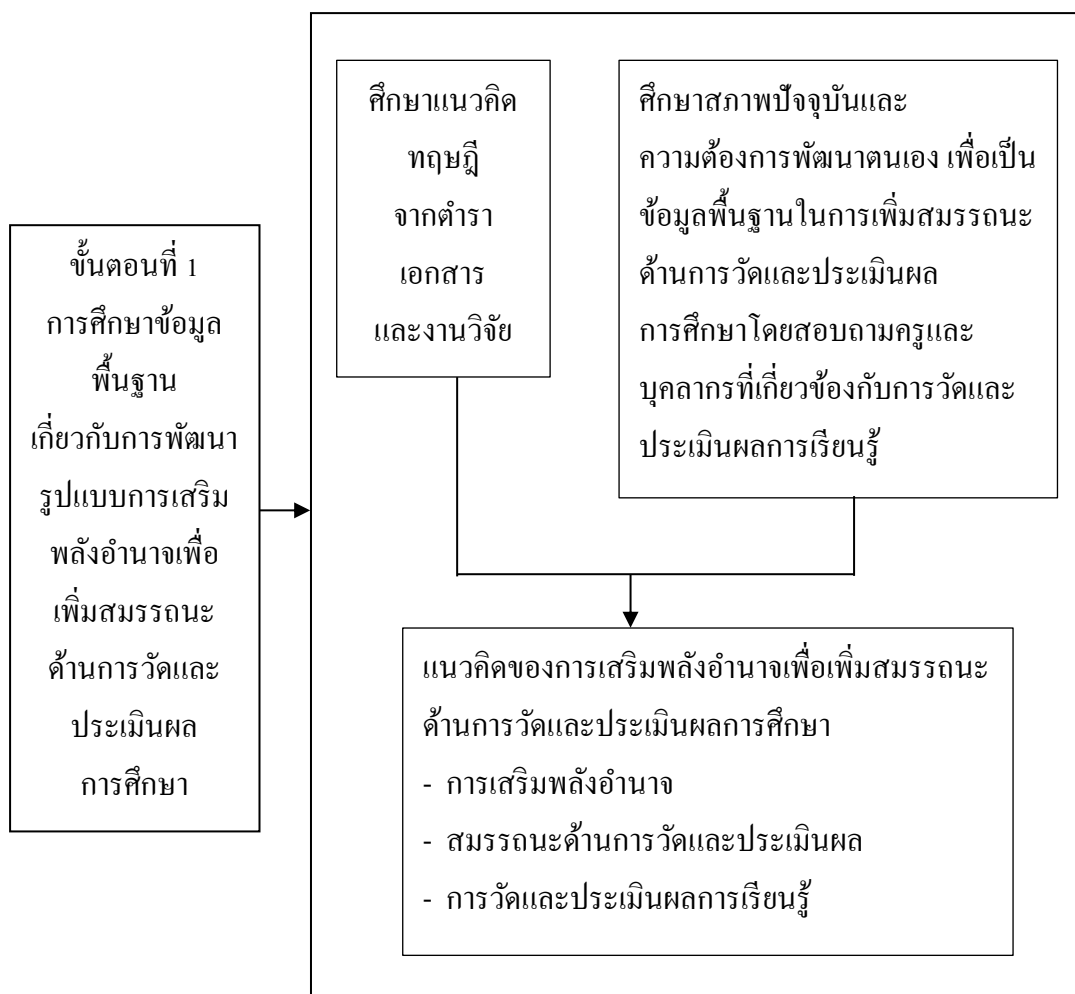 ขั้นตอนที่ 1
การศึกษาข้อมูล
พื้นฐาน
เกี่ยวกับการพัฒนา
รูปแบบการเสริม
พลังอำนาจเพื่อ
เพิ่มสมรรถนะ
ด้านการวัดและ
ประเมินผล
การศึกษา
ศึกษาแนวคิด
ทฤษฎี
จากตำรา
เอกสาร
และงานวิจัย
ศึกษาสภาพปัจจุบันและ
ความต้องการพัฒนาตนเอง เพื่อเป็น
ข้อมูลพื้นฐานในการเพิ่มสมรรถนะ
ด้านการวัดและประเมินผล
การศึกษาโดยสอบถามครูและ
บุคลากรที่เกี่ยวข้องกับการวัดและ
ประเมินผลการเรียนรู้
แนวคิดของการเสริมพลังอำนาจเพื่อเพิ่มสมรรถนะ
ด้านการวัดและประเมินผลการศึกษา
- การเสริมพลังอำนาจ
- สมรรถนะด้านการวัดและประเมินผล
- การวัดและประเมินผลการเรียนรู้